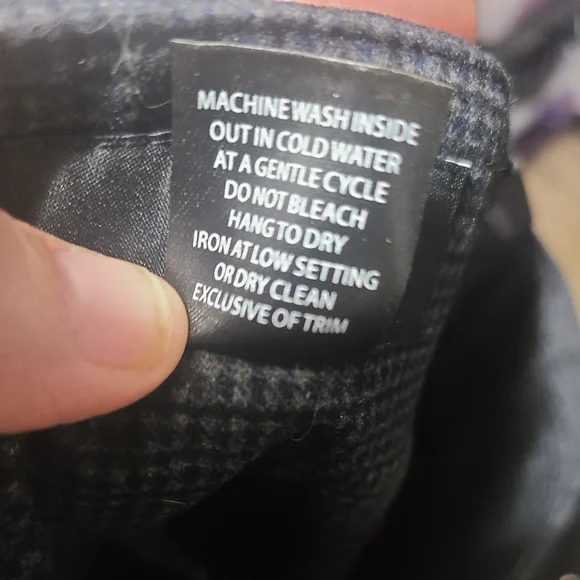 MACHINE WASH INSIDE
OUT IN COLD WATER
AT A GENTLE CYCLE
DO NOT BLEACH
HANG TO DRY
IRON AT LOW SETTING
OR DRY CLEAN
EXCLUSIVE OF TRIM